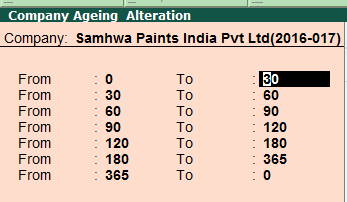 Company Ageing Alteration
Company: Samhwa Paints India Pvt Ltd(2016-017)
From : 0 To : 30
From : 30 To : 60
From : 60 To : 90
From : 90 To : 120
From : 120 To : 180
From : 180 To : 365
From : 365 To : 0